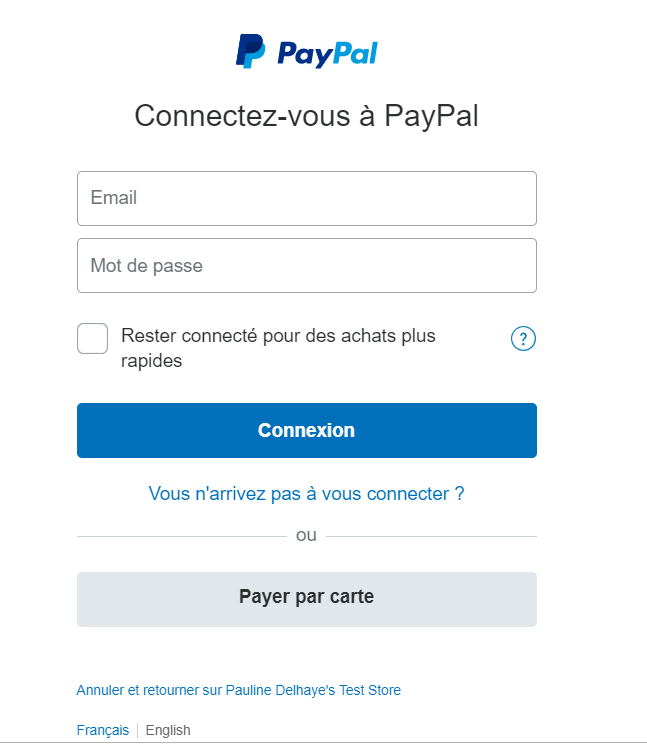 PayPal
Connectez-vous à PayPal
Email
Mot de passe
Rester connecté pour des achats plus
rapides
?
Connexion
Vous n'arrivez pas à vous connecter ?
ou
Payer par carte
Annuler et retourner sur Pauline Delhaye's Test Store
Français | English